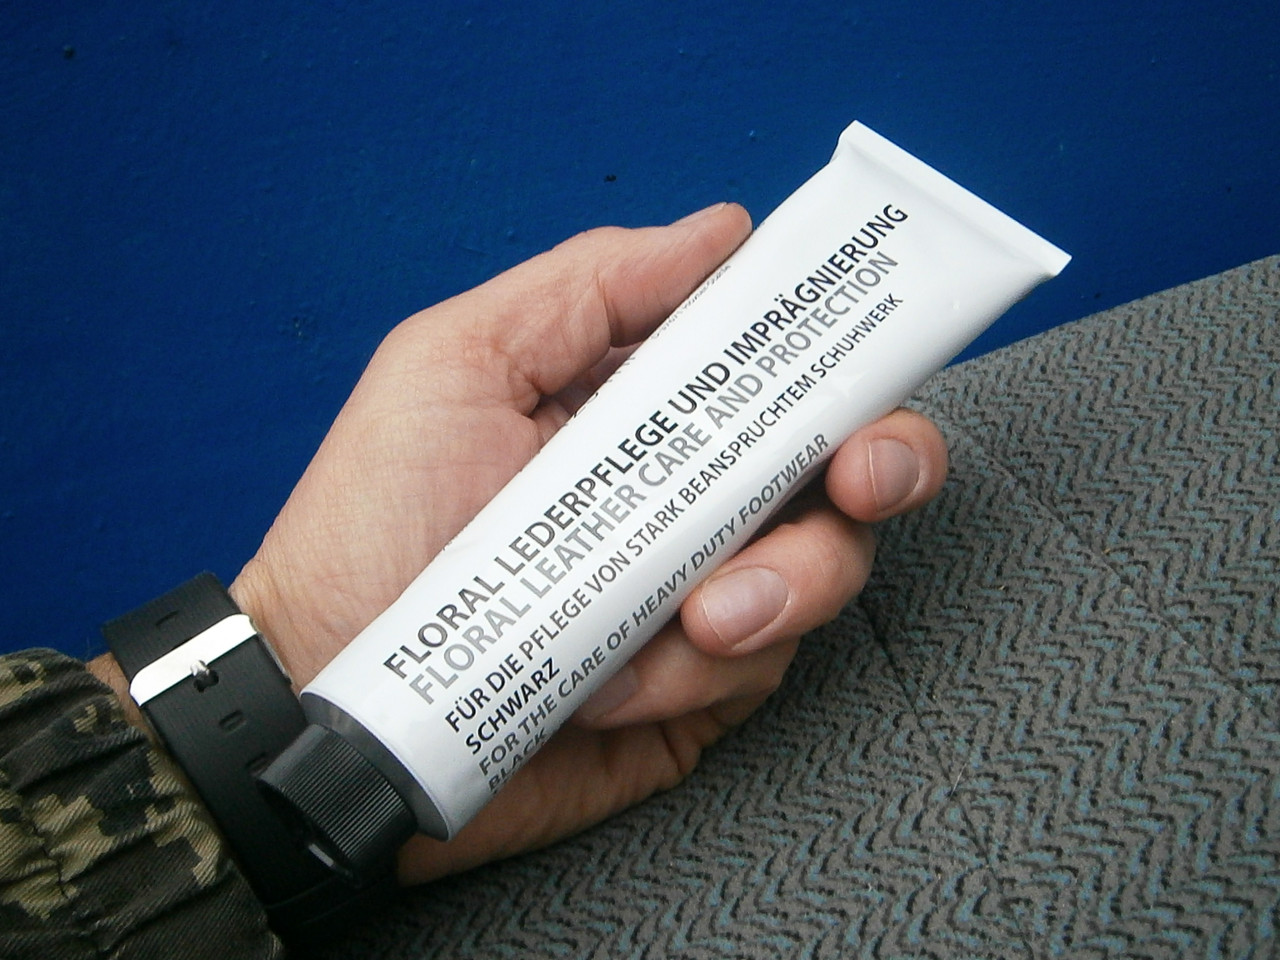 FLORAL LEDERPFLEGE UND IMPRÄGNIERUNG
FLORAL LEATHER CARE AND PROTECTION
FÜR DIE PFLEGE VON STARK BEANSPRUCHTEM SCHUHWERK
SCHWARZ
FOR THE CARE OF HEAVY DUTY FOOTWEAR
BLACK